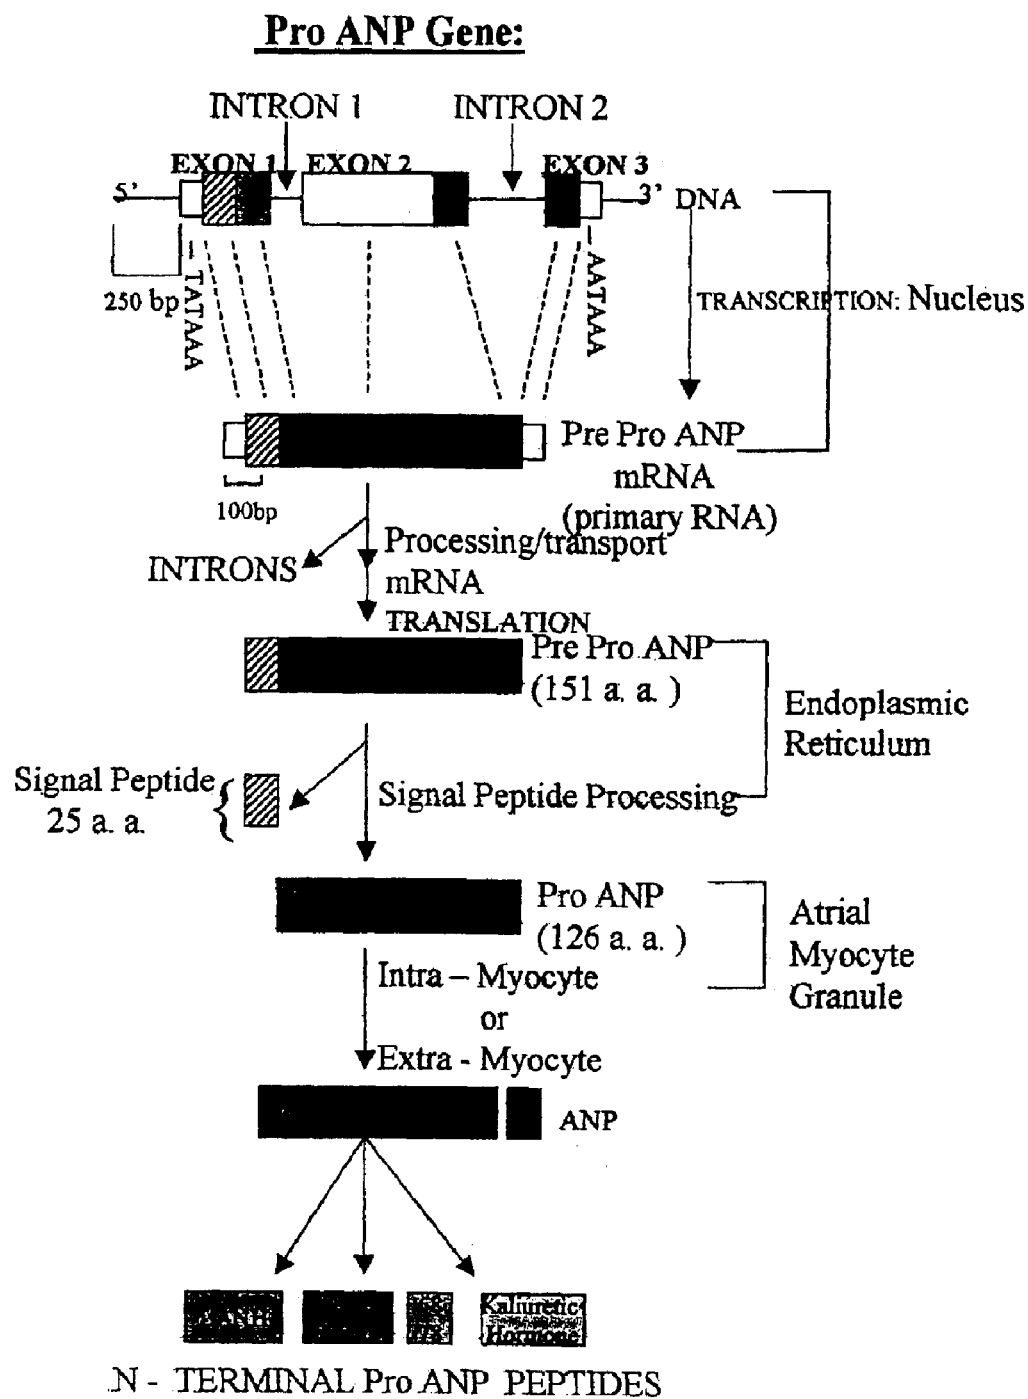 Pro ANP Gene:
INTRON 1
INTRON 2
EXON 1
EXON 2
EXON 3
5'
3'
DNA
250 bp
TATAAA
AATAAA
TRANSCRIPTION: Nucleus
Pre Pro ANP
mRNA
(primary RNA)
100bp
INTRONS
Processing/transport
mRNA
TRANSLATION
Pre Pro ANP
(151 a. a. )
Endoplasmic
Reticulum
Signal Peptide
25 a. a.
Signal Peptide Processing
Pro ANP
(126 a. a. )
Atrial
Myocyte
Granule
Intra – Myocyte
or
Extra - Myocyte
ANP
Kaliuretic
Hormone
N - TERMINAL Pro ANP PEPTIDES